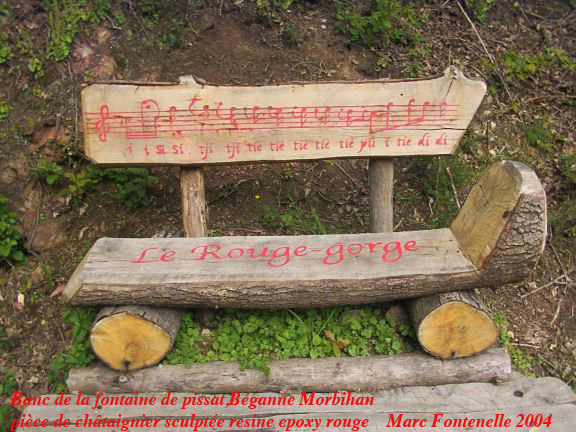 i i si si tji tji tie tie tie tie tie pü i tie di di
Le Rouge-gorge
Banc de la fontaine de pissat,Béganne Morbihan
pièce de châtaignier sculptée resine epoxy rouge Marc Fontenelle 2004